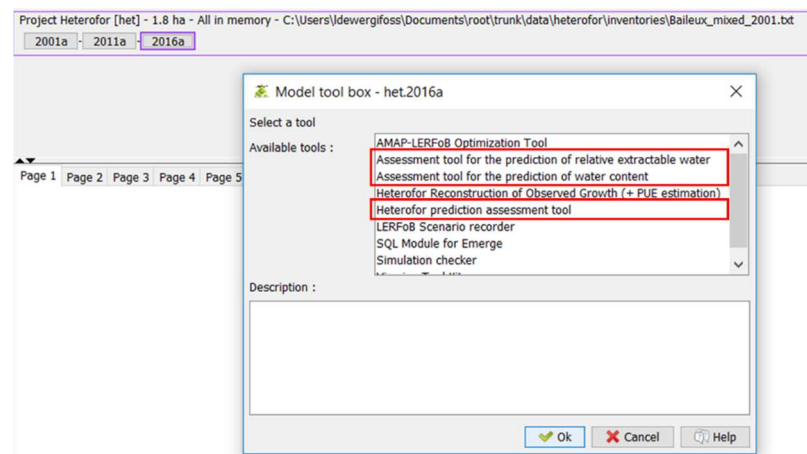 Project Heterofor [het] - 1.8 ha - All in memory - C:\Users\ldewergifoss\Documents\root\trunk\data\heterofor\inventories\Baileux_mixed_2001.txt
2001a - 2011a - 2016a
Model tool box - het.2016a
Select a tool
Available tools :
AMAP-LERFoB Optimization Tool
Assessment tool for the prediction of relative extractable water
Assessment tool for the prediction of water content
Heterofor Reconstruction of Observed Growth (+ PUE estimation)
Heterofor prediction assessment tool
LERFoB Scenario recorder
SQL Module for Emerge
Simulation checker
Page 1 Page 2 Page 3 Page 4 Page 5
Description :
Ok Cancel Help